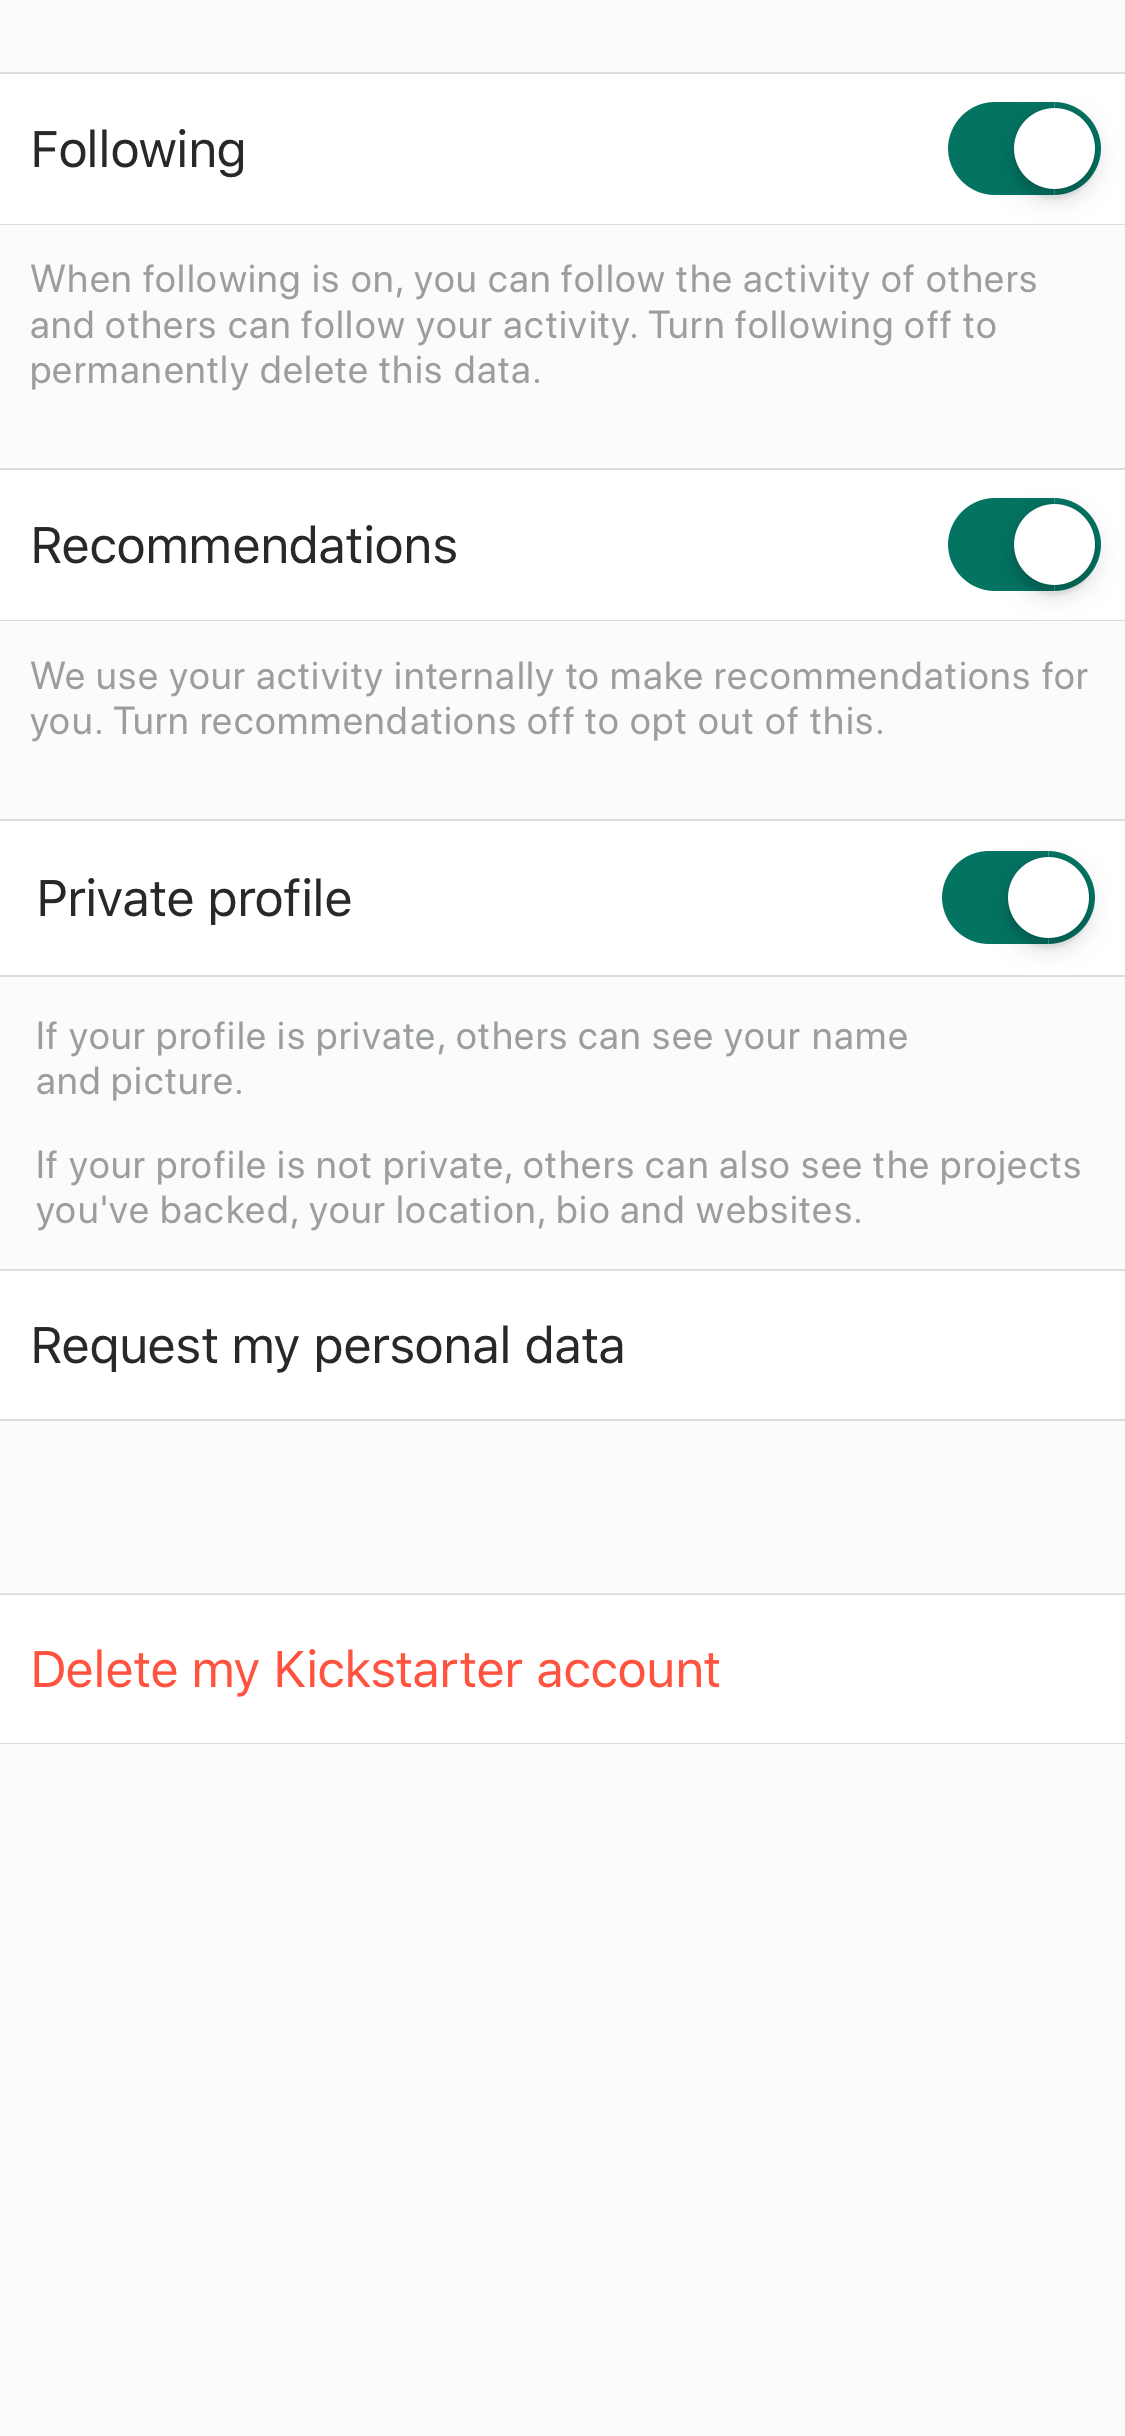 Following
When following is on, you can follow the activity of others
and others can follow your activity. Turn following off to
permanently delete this data.
Recommendations
We use your activity internally to make recommendations for
you. Turn recommendations off to opt out of this.
Private profile
If your profile is private, others can see your name
and picture.
If your profile is not private, others can also see the projects
you've backed, your location, bio and websites.
Request my personal data
Delete my Kickstarter account